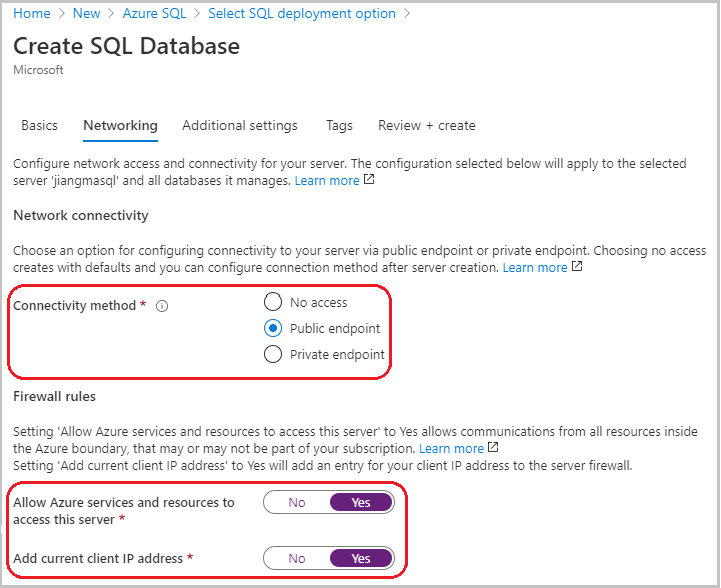 Home > New > Azure SQL > Select SQL deployment option >
Create SQL Database
Microsoft
Basics Networking Additional settings Tags Review + create
Configure network access and connectivity for your server. The configuration selected below will apply to the selected
server 'jiangmasql' and all databases it manages. Learn more
Network connectivity
Choose an option for configuring connectivity to your server via public endpoint or private endpoint. Choosing no access
creates with defaults and you can configure connection method after server creation. Learn more
Connectivity method *
No access
Public endpoint
Private endpoint
Firewall rules
Setting 'Allow Azure services and resources to access this server' to Yes allows communications from all resources inside
the Azure boundary, that may or may not be part of your subscription. Learn more
Setting 'Add current client IP address' to Yes will add an entry for your client IP address to the server firewall.
Allow Azure services and resources to
access this server *
No Yes
Add current client IP address *
No Yes